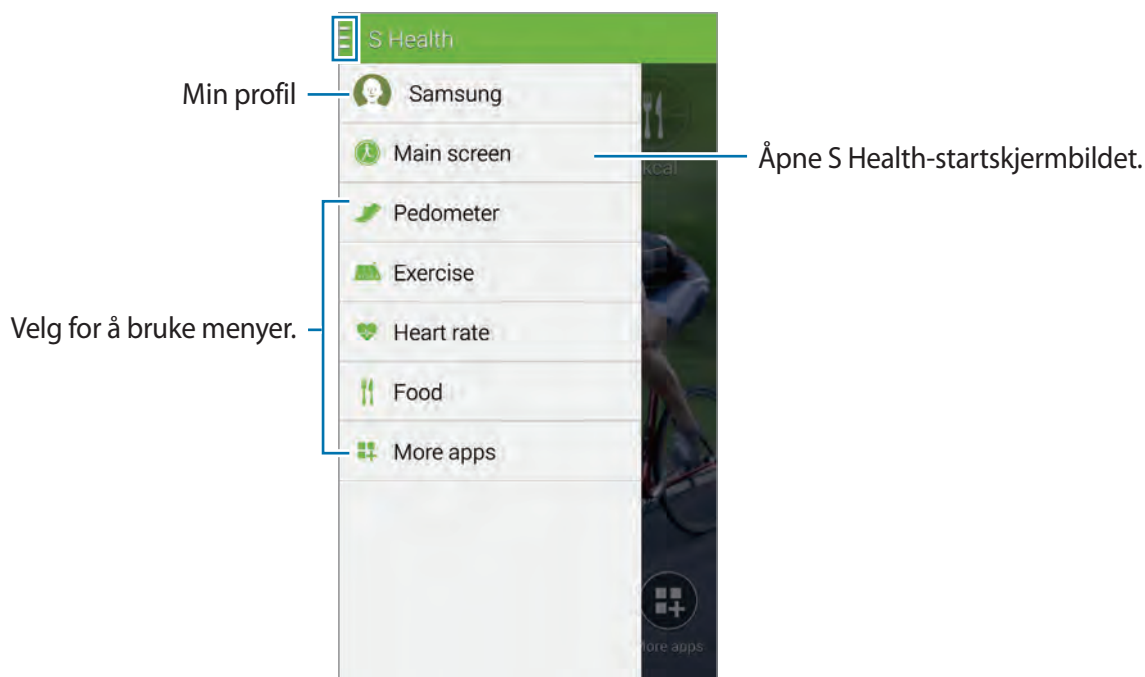 S Health
Min profil
Samsung
kcal
Main screen
Åpne S Health-startskjermbildet.
Pedometer
Exercise
Velg for å bruke menyer.
Heart rate
Food
More apps
More apps